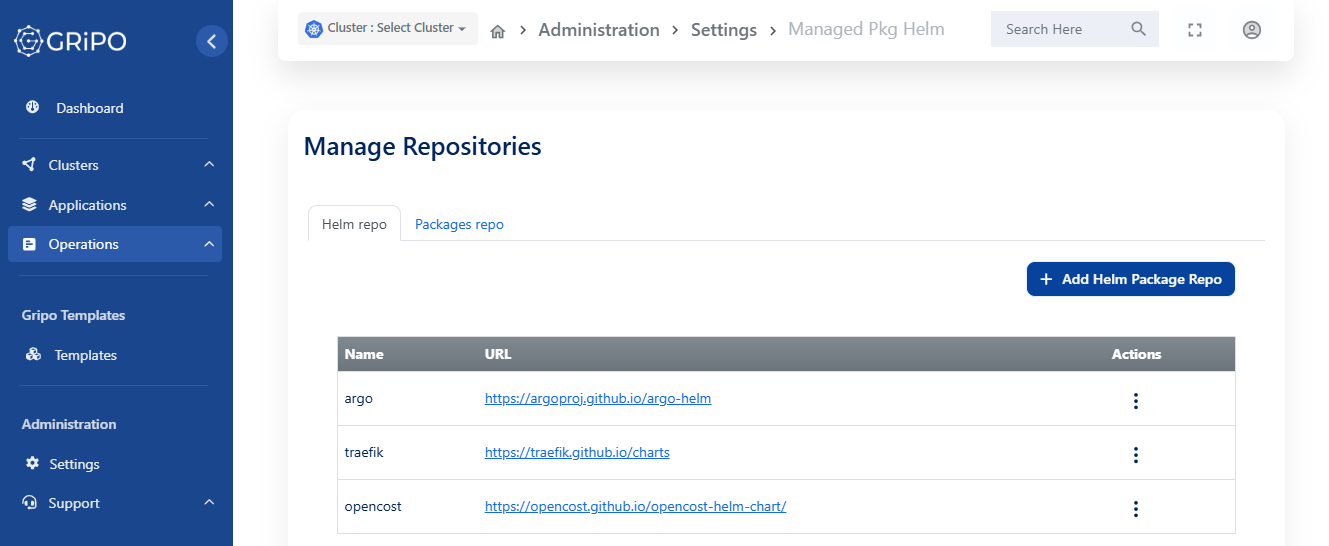 GRiPO
Cluster : Select Cluster
Administration
Settings
Managed Pkg Helm
Search Here
Dashboard
Clusters
Applications
Operations
Gripo Templates
Templates
Administration
Settings
Support
Manage Repositories
Helm repo
Packages repo
+ Add Helm Package Repo
Name URL Actions
argo https://argoproj.github.io/argo-helm
traefik https://traefik.github.io/charts
opencost https://opencost.github.io/opencost-helm-chart/